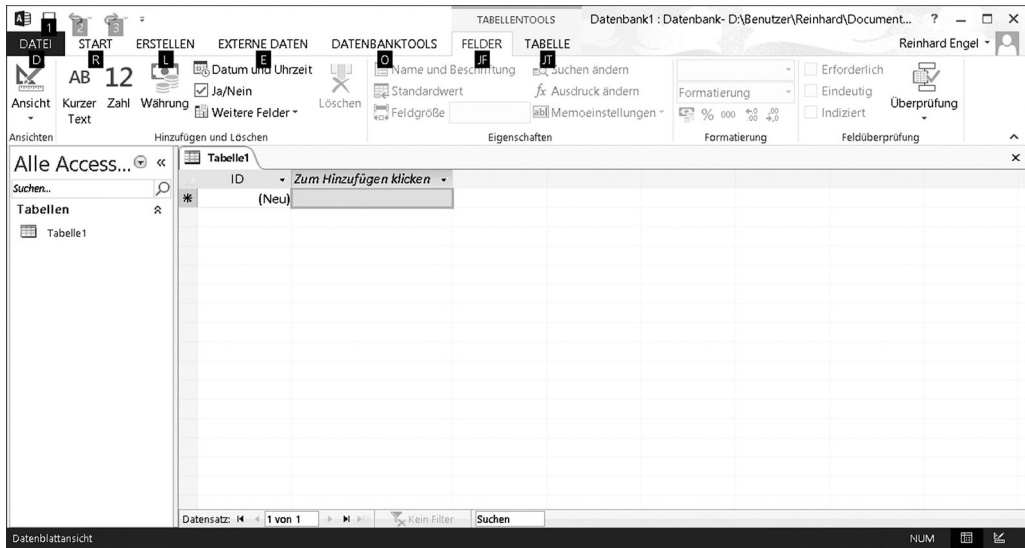 TABELLENTOOLS Datenbank1 : Datenbank- D:\Benutzer\Reinhard\Document... ?
1 2 3
DATEI START ERSTELLEN EXTERNE DATEN DATENBANKTOOLS FELDER TABELLE Reinhard Engel
D R L E O JF JT
AB 12 Datum und Uhrzeit Name und Beschriftung Suchen ändern Erforderlich
Ja/Nein Standardwert fx Ausdruck ändern Formatierung Eindeutig
Ansicht Kurzer Text Zahl Währung Weitere Felder Löschen Feldgröße ab Memoeinstellungen % 000 Indiziert Überprüfung
Ansichten Hinzufügen und Löschen Eigenschaften Formatierung Feldüberprüfung
Alle Access... « Tabelle1
Suchen... ID Zum Hinzufügen klicken
Tabellen (Neu)
Tabelle1
Datensatz: 1 von 1 Kein Filter Suchen
Datenblattansicht NUM